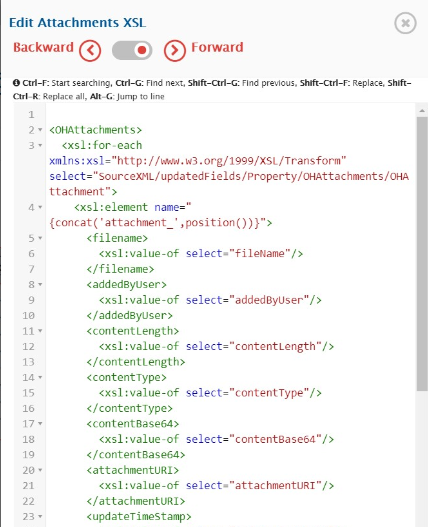 Edit Attachments XSL
Backward Forward
Ctrl-F: Start searching, Ctrl-G: Find next, Shift-Ctrl-G: Find previous, Shift-Ctrl-F: Replace, Shift-
Ctrl-R: Replace all, Alt-G: Jump to line
1
2 <OHAttachments>
3 <xsl:for-each
xmlns:xsl="http://www.w3.org/1999/XSL/Transform"
select="SourceXML/updatedFields/Property/OHAttachments/OHA
ttachment">
4 <xsl:element name="
{concat('attachment_',position())}">
5 <filename>
6 <xsl:value-of select="fileName"/>
7 </filename>
8 <addedByUser>
9 <xsl:value-of select="addedByUser"/>
10 </addedByUser>
11 <contentLength>
12 <xsl:value-of select="contentLength"/>
13 </contentLength>
14 <contentType>
15 <xsl:value-of select="contentType"/>
16 </contentType>
17 <contentBase64>
18 <xsl:value-of select="contentBase64"/>
19 </contentBase64>
20 <attachmentURI>
21 <xsl:value-of select="attachmentURI"/>
22 </attachmentURI>
23 <updateTimeStamp>